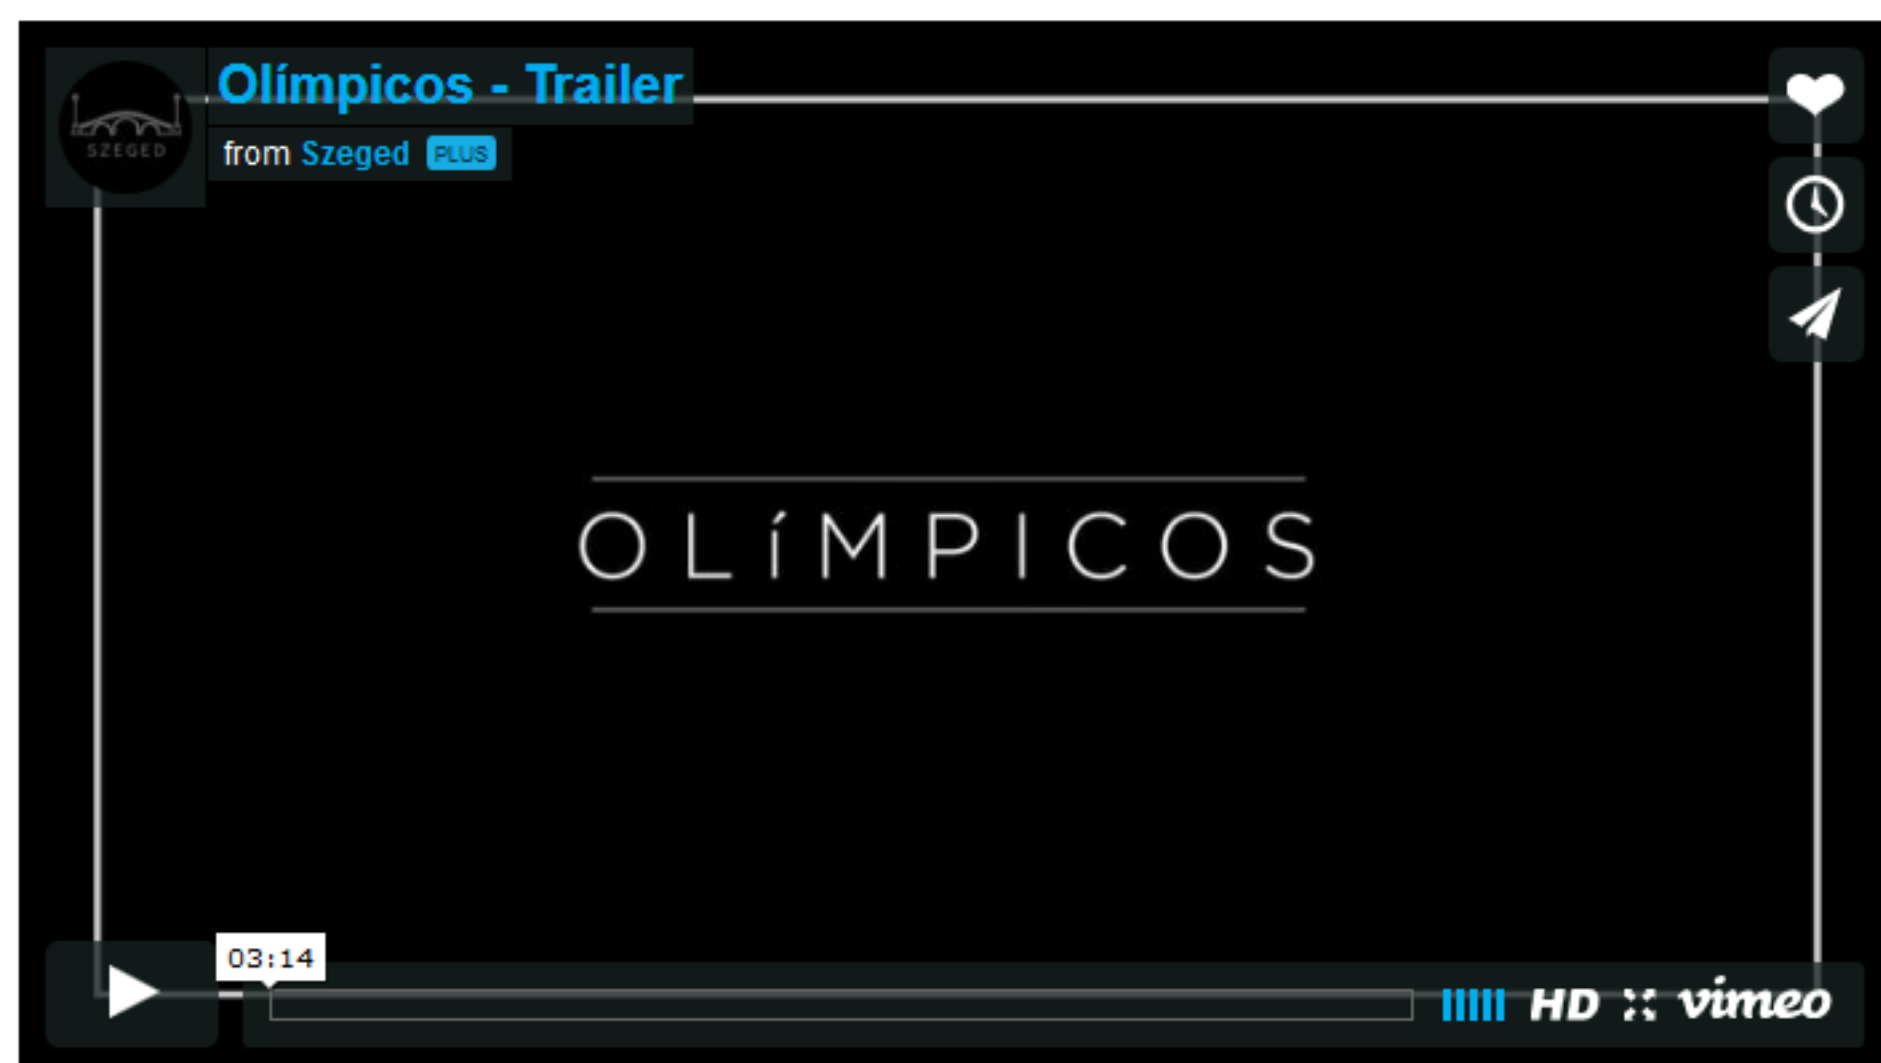 Olímpicos - Trailer
SZEGED
from Szeged PLUS
OLíMPICOS
03:14
HD vimeo